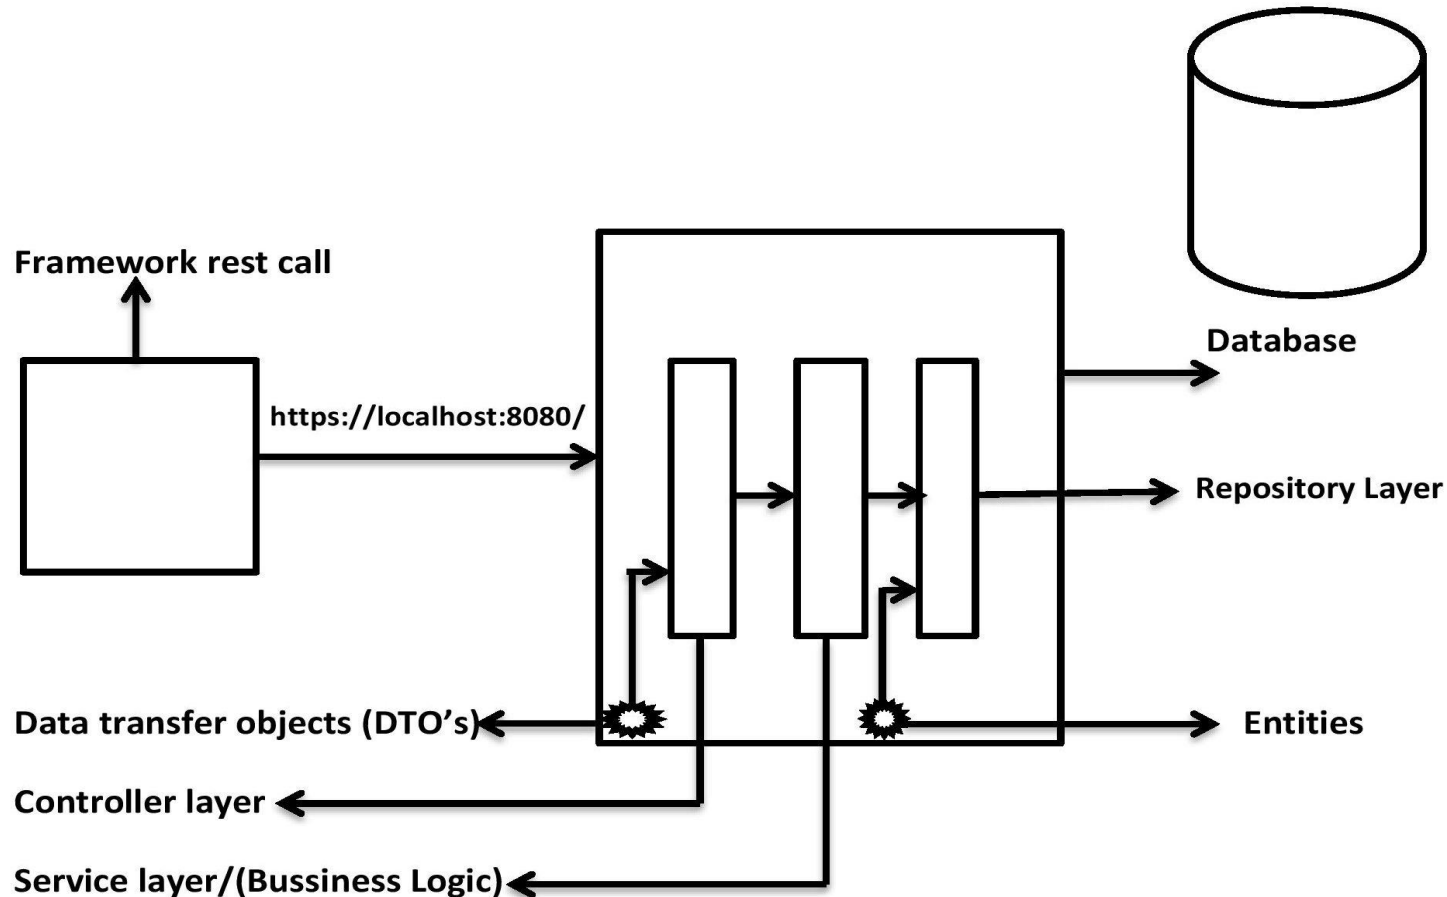 Framework rest call
Database
https://localhost:8080/
Repository Layer
Data transfer objects (DTO’s)
Entities
Controller layer
Service layer/(Bussiness Logic)